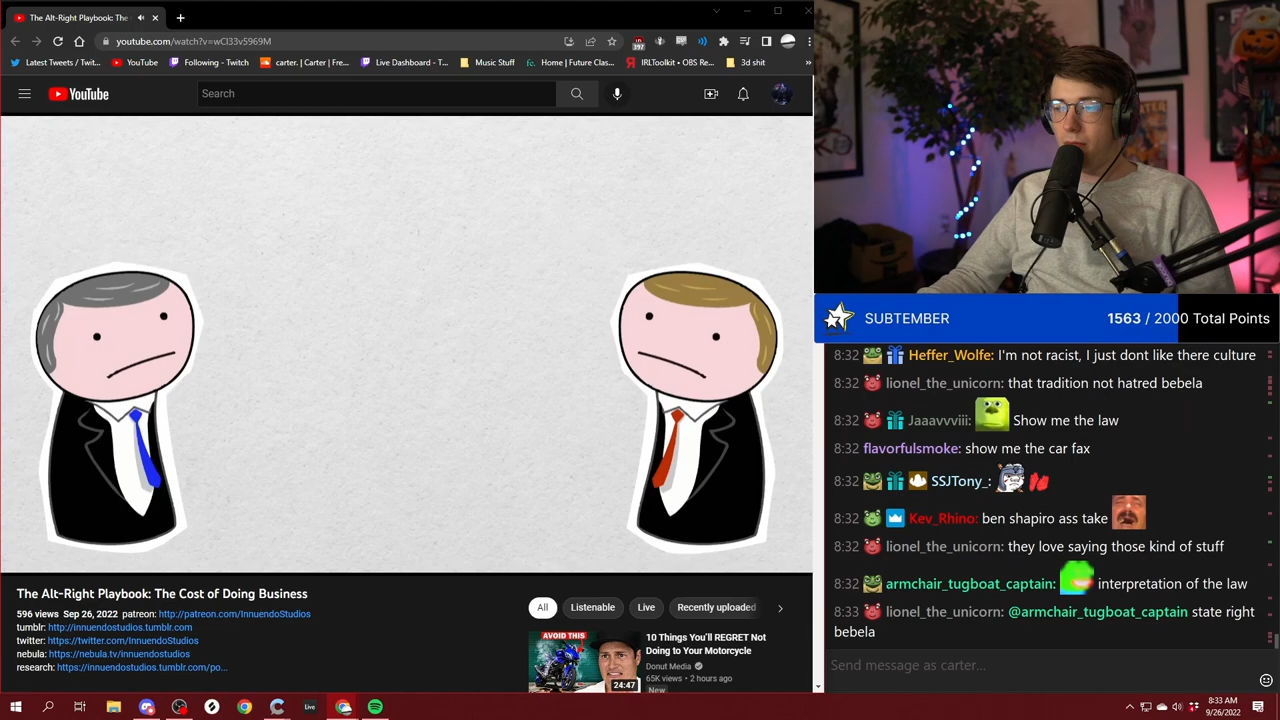 The Alt-Right Playbook: The
youtube.com/watch?v=wCl33v5969M
397
Latest Tweets / Twit...
YouTube
Following - Twitch
carter. | Carter | Fre...
Live Dashboard - T...
Music Stuff
Home | Future Clas...
IRLToolkit • OBS Re...
3d shit
»
YouTube
Search
The Alt-Right Playbook: The Cost of Doing Business
596 views Sep 26, 2022 patreon: http://patreon.com/InnuendoStudios
tumblr: http://innuendostudios.tumblr.com
twitter: https://twitter.com/InnuendoStudios
nebula: https://nebula.tv/innuendostudios
research: https://innuendostudios.tumblr.com/po...
All
Listenable
Live
Recently uploaded
AVOID THIS
24:47
10 Things You'll REGRET Not
Doing to Your Motorcycle
Donut Media
65K views • 2 hours ago
New
SUBTEMBER
1563 / 2000 Total Points
8:32 Heffer_Wolfe: I'm not racist, I just dont like there culture
8:32 lionel_the_unicorn: that tradition not hatred bebela
8:32 Jaaavvviii: Show me the law
8:32 flavorfulsmoke: show me the car fax
8:32 SSJTony_:
8:32 Kev_Rhino: ben shapiro ass take
8:32 lionel_the_unicorn: they love saying those kind of stuff
8:32 armchair_tugboat_captain: interpretation of the law
8:33 lionel_the_unicorn: @armchair_tugboat_captain state right
bebela
Send message as carter...
Live
8:33 AM
9/26/2022